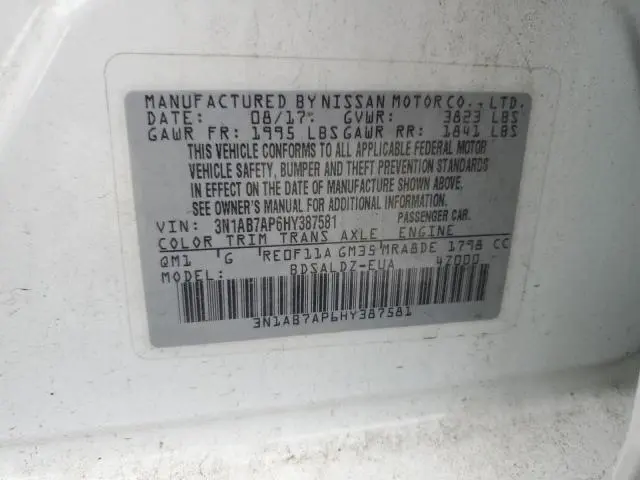 MANUFACTURED BY NISSAN MOTOR CO., LTD.
DATE: 08/17 GVWR: 3823 LBS
GAWR FR: 1995 LBS GAWR RR: 1841 LBS
THIS VEHICLE CONFORMS TO ALL APPLICABLE FEDERAL MOTOR
VEHICLE SAFETY, BUMPER AND THEFT PREVENTION STANDARDS
IN EFFECT ON THE DATE OF MANUFACTURE SHOWN ABOVE.
SEE OWNER'S MANUAL FOR ADDITIONAL INFORMATION.
VIN: 3N1AB7AP6HY387581 PASSENGER CAR.
COLOR TRIM TRANS AXLE ENGINE
QM1 G RE0F11A GM39 MRA8DE 1798 CC
MODEL: BDSALDZ-EUA 47000
3N1AB7AP6HY387581